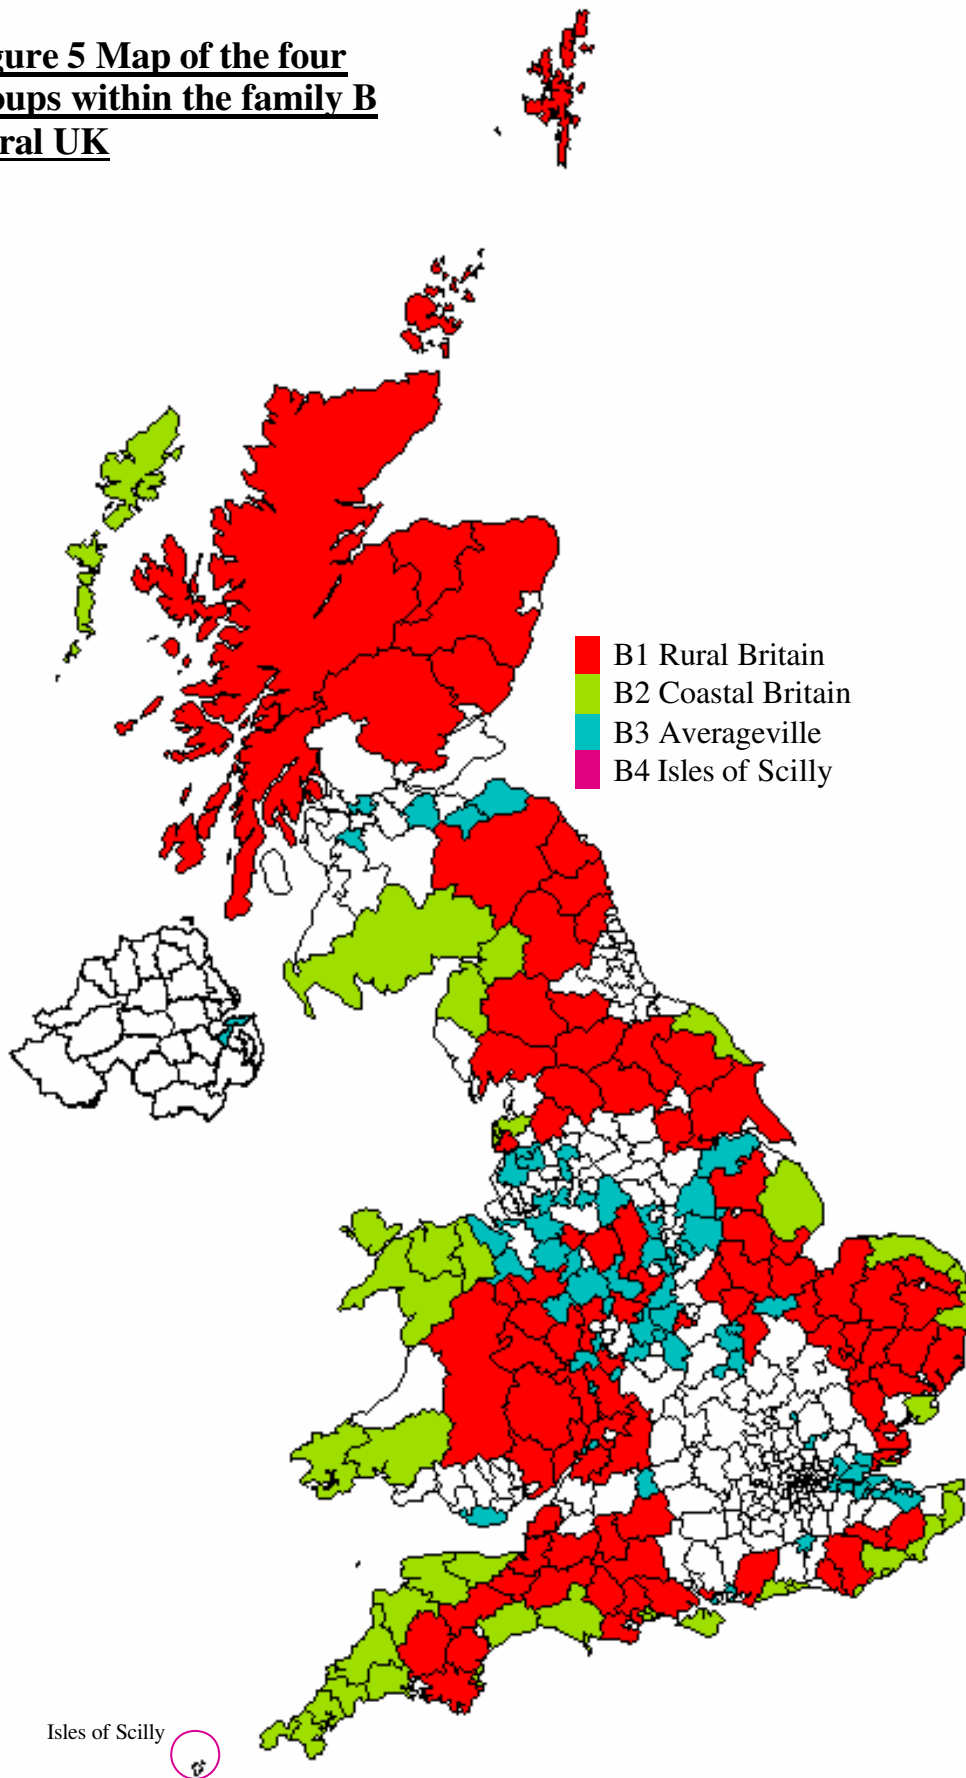 gure 5 Map of the four
oups within the family B
ral UK
B1 Rural Britain
B2 Coastal Britain
B3 Averageville
B4 Isles of Scilly
Isles of Scilly